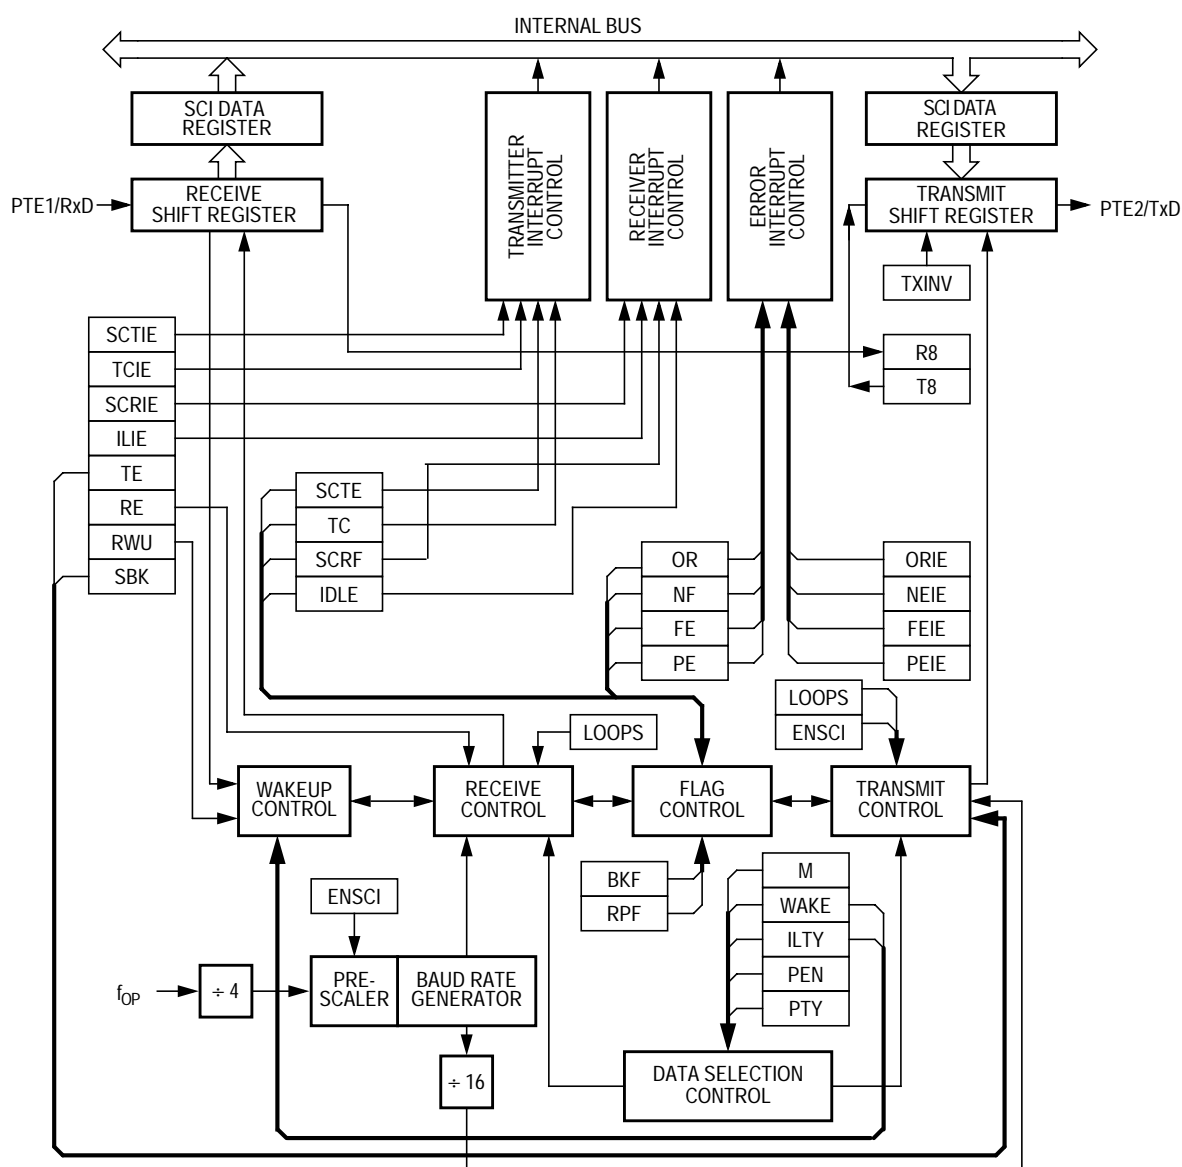 INTERNAL BUS
SCI DATA
REGISTER
SCI DATA
REGISTER
TRANSMITTER
INTERRUPT
CONTROL
RECEIVER
INTERRUPT
CONTROL
ERROR
INTERRUPT
CONTROL
PTE1/RxD
RECEIVE
SHIFT REGISTER
TRANSMIT
SHIFT REGISTER
PTE2/TxD
TXINV
SCTIE
TCIE
SCRIE
ILIE
TE
RE
RWU
SBK
R8
T8
SCTE
TC
SCRF
IDLE
OR
NF
FE
PE
ORIE
NEIE
FEIE
PEIE
LOOPS
ENSCI
LOOPS
WAKEUP
CONTROL
RECEIVE
CONTROL
FLAG
CONTROL
TRANSMIT
CONTROL
ENSCI
BKF
RPF
M
WAKE
ILTY
PEN
PTY
fOP
÷ 4
PRE-
SCALER
BAUD RATE
GENERATOR
÷ 16
DATA SELECTION
CONTROL